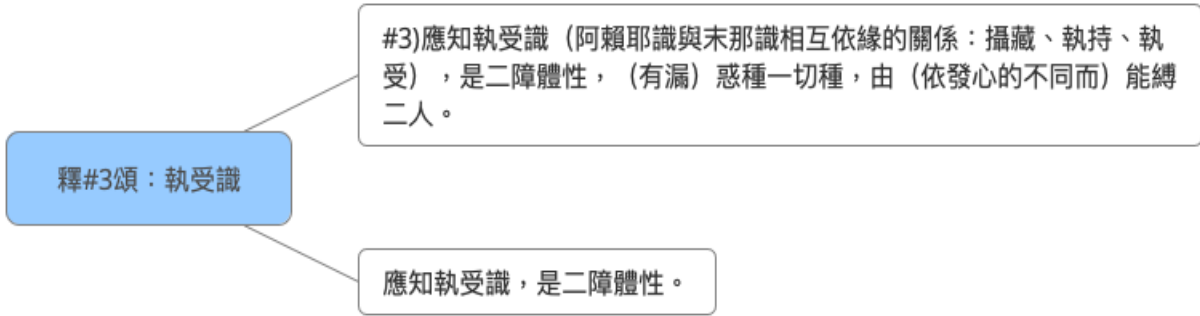 #3)應知執受識（阿賴耶識與末那識相互依緣的關係：攝藏、執持、執
受），是二障體性，（有漏）惑種一切種，由（依發心的不同而）能縛
二人。
釋#3頌：執受識
應知執受識，是二障體性。